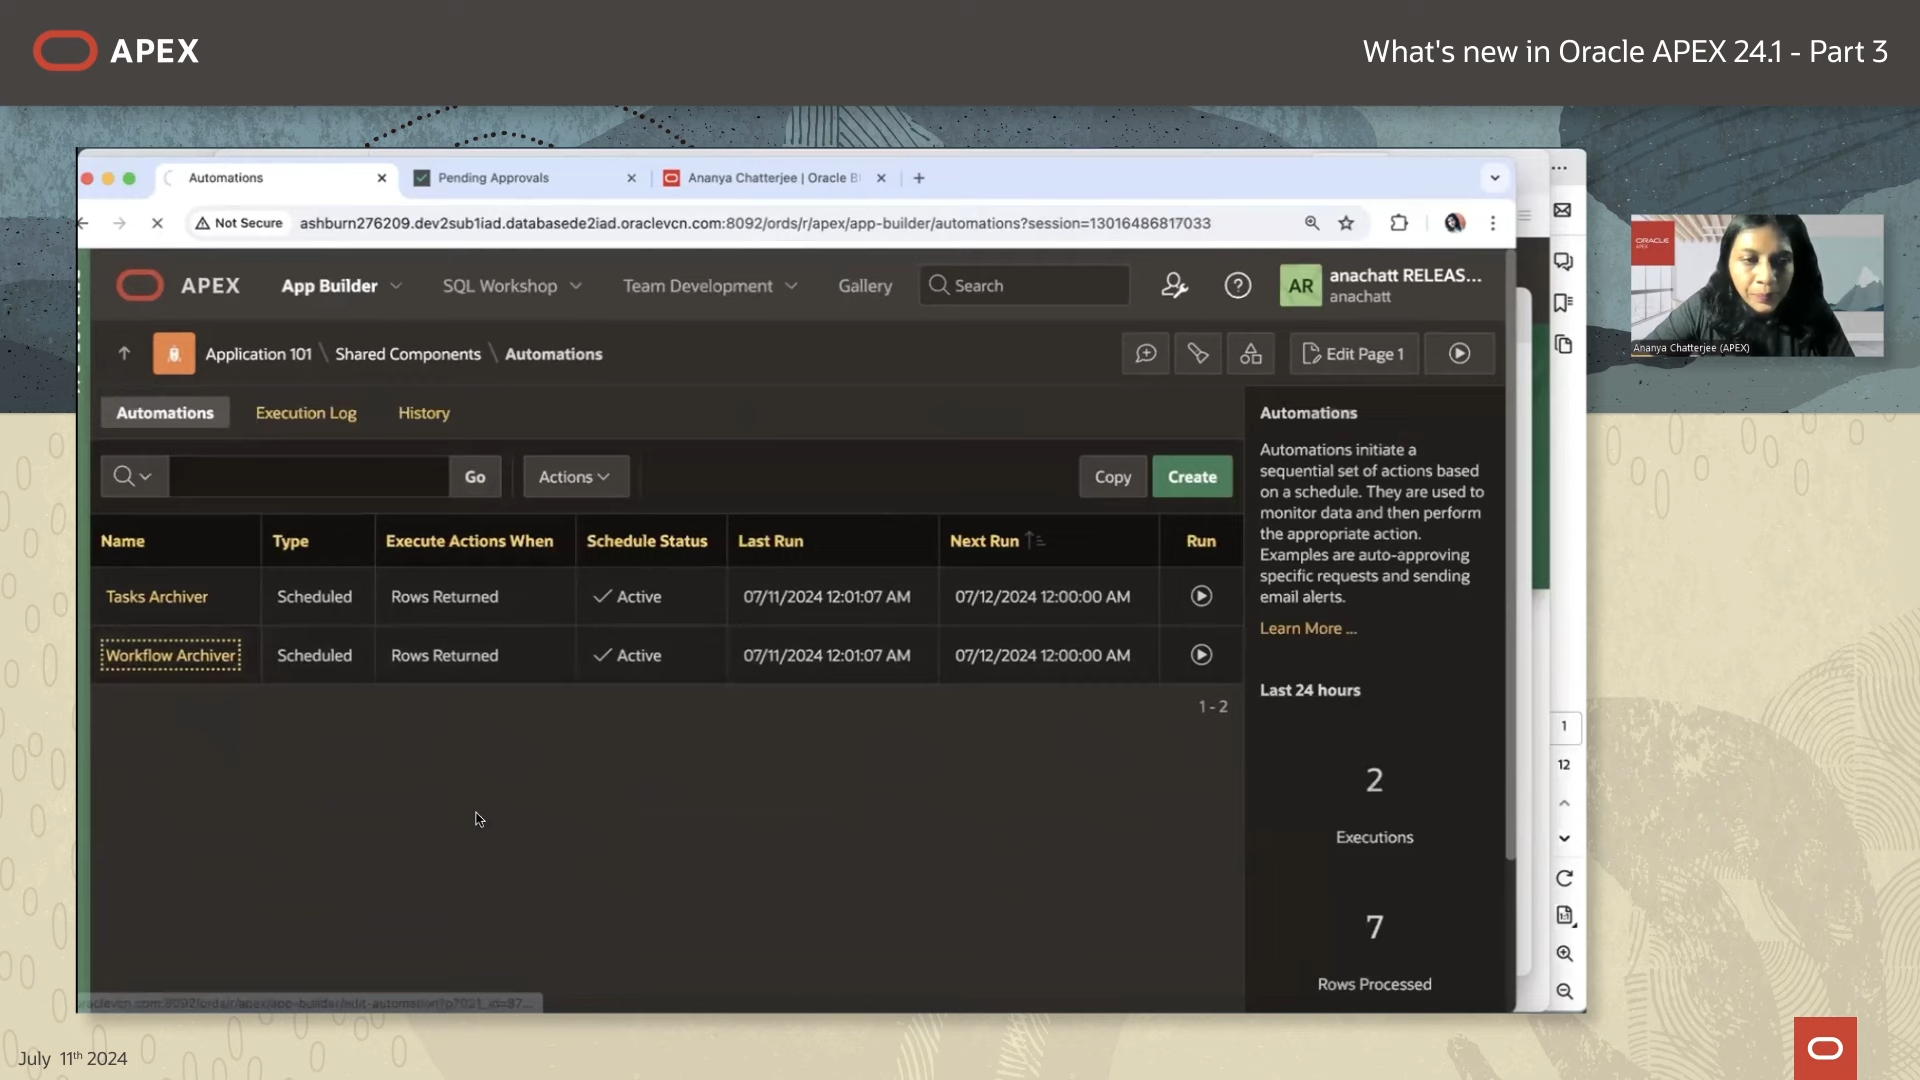 APEX
What's new in Oracle APEX 24.1 - Part 3
Automations
Pending Approvals
Ananya Chatterjee | Oracle B
Not Secure
ashburn276209.dev2sub1iad.databasede2iad.oraclevcn.com:8092/ords/r/apex/app-builder/automations?session=13016486817033
APEX
App Builder
SQL Workshop
Team Development
Gallery
Search
AR
anachatt RELEAS...
anachatt
Application 101 \ Shared Components \ Automations
Edit Page 1
Automations
Execution Log
History
Go
Actions
Copy
Create
Name Type Execute Actions When Schedule Status Last Run Next Run Run
Tasks Archiver Scheduled Rows Returned Active 07/11/2024 12:01:07 AM 07/12/2024 12:00:00 AM
Workflow Archiver Scheduled Rows Returned Active 07/11/2024 12:01:07 AM 07/12/2024 12:00:00 AM
1 - 2
Automations
Automations initiate a
sequential set of actions based
on a schedule. They are used to
monitor data and then perform
the appropriate action.
Examples are auto-approving
specific requests and sending
email alerts.
Learn More ...
Last 24 hours
2
Executions
7
Rows Processed
1
12
ORACLE
APEX
Ananya Chatterjee (APEX)
July 11th 2024